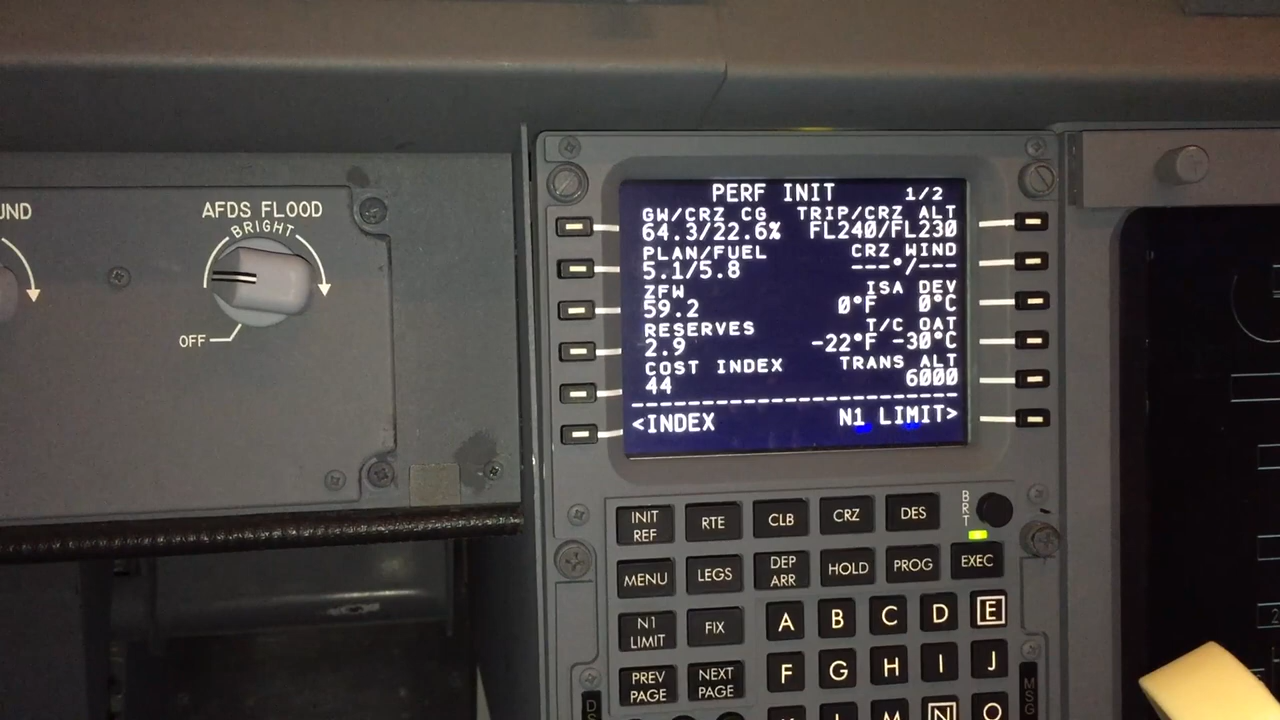 UND
AFDS FLOOD
BRIGHT
OFF
PERF INIT 1/2
GW/CRZ CG TRIP/CRZ ALT
64.3/22.6% FL240/FL230
PLAN/FUEL CRZ WIND
5.1/5.8 ---°/---
ZFW ISA DEV
59.2 0°F 0°C
RESERVES T/C OAT
2.9 -22°F -30°C
COST INDEX TRANS ALT
44 6000
--------------------------
<INDEX N1 LIMIT>
BRT
INIT REF RTE CLB CRZ DES
MENU LEGS DEP ARR HOLD PROG EXEC
N1 LIMIT FIX A B C D E
PREV PAGE NEXT PAGE F G H I J
MSG
N